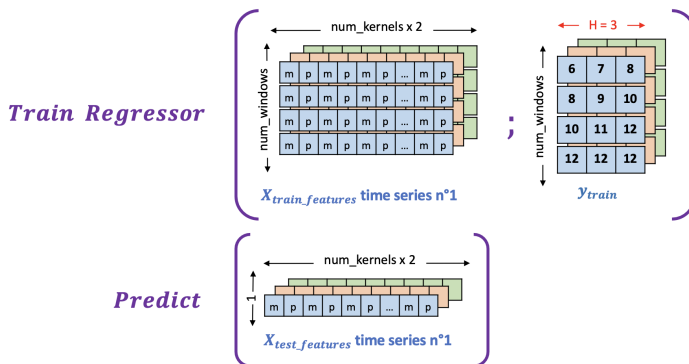 num_kernels x 2
H = 3
Train Regressor
num_windows
m p m p m p p ... m p
m p m p m p p ... m p
m p m p m p p ... m p
m p m p m p p ... m p
;
num_windows
6 7 8
8 9 10
10 11 12
12 12 12
X_train_features time series n°1
y_train
num_kernels x 2
Predict
1
m p m p m p ... m p
X_test_features time series n°1